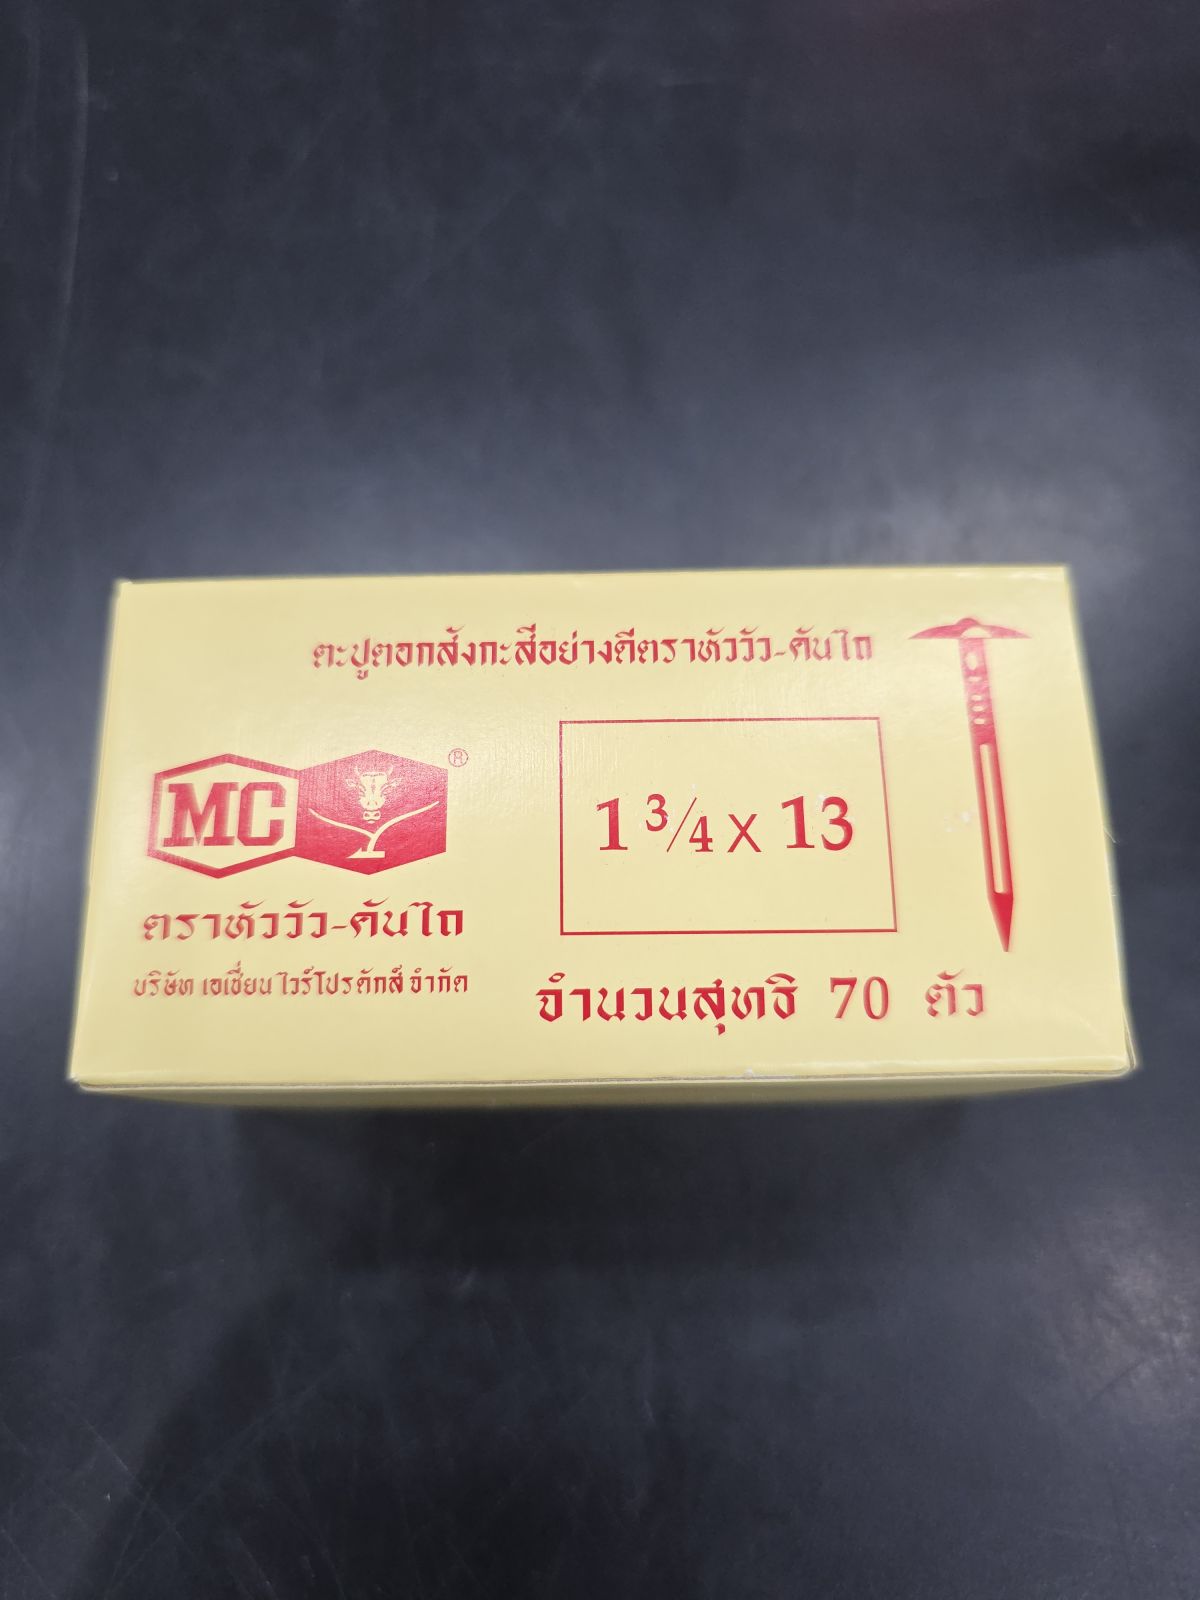 ตะปูตอกสังกะสีอย่างดีตราหัววัว-คันไถ
MC
®
1 3/4 x 13
ตราหัววัว-คันไถ
บริษัท เอเชี่ยนไวร์โปรดักส์ จำกัด
จำนวนสุทธิ 70 ตัว